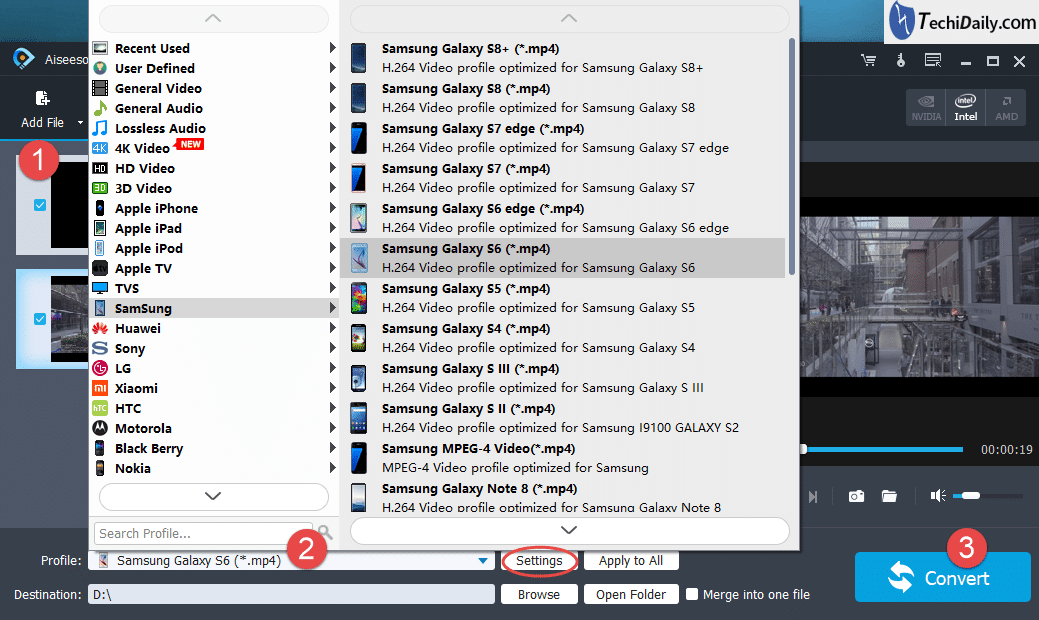 TechiDaily.com
Aiseeso
Add File
NVIDIA
intel
Intel
AMD
1
Recent Used
User Defined
General Video
General Audio
Lossless Audio
4K
4K Video
NEW
HD
HD Video
3D
3D Video
Apple iPhone
Apple iPad
Apple iPod
tv
Apple TV
TVS
SamSung
Huawei
Sony
LG
LG
mi
Xiaomi
hTC
HTC
Motorola
Black Berry
Nokia
Search Profile...
Samsung Galaxy S8+ (*.mp4)
H.264 Video profile optimized for Samsung Galaxy S8+
Samsung Galaxy S8 (*.mp4)
H.264 Video profile optimized for Samsung Galaxy S8
Samsung Galaxy S7 edge (*.mp4)
H.264 Video profile optimized for Samsung Galaxy S7 edge
Samsung Galaxy S7 (*.mp4)
H.264 Video profile optimized for Samsung Galaxy S7
Samsung Galaxy S6 edge (*.mp4)
H.264 Video profile optimized for Samsung Galaxy S6 edge
Samsung Galaxy S6 (*.mp4)
H.264 Video profile optimized for Samsung Galaxy S6
Samsung Galaxy S5 (*.mp4)
H.264 Video profile optimized for Samsung Galaxy S5
Samsung Galaxy S4 (*.mp4)
H.264 Video profile optimized for Samsung Galaxy S4
Samsung Galaxy S III (*.mp4)
H.264 Video profile optimized for Samsung Galaxy S III
Samsung Galaxy S II (*.mp4)
H.264 Video profile optimized for Samsung I9100 GALAXY S2
Samsung MPEG-4 Video(*.mp4)
MPEG-4 Video profile optimized for Samsung
Samsung Galaxy Note 8 (*.mp4)
H.264 Video profile optimized for Samsung Galaxy Note 8
00:00:19
2
3
Profile:
Samsung Galaxy S6 (*.mp4)
Settings
Apply to All
Convert
Destination:
D:\
Browse
Open Folder
Merge into one file